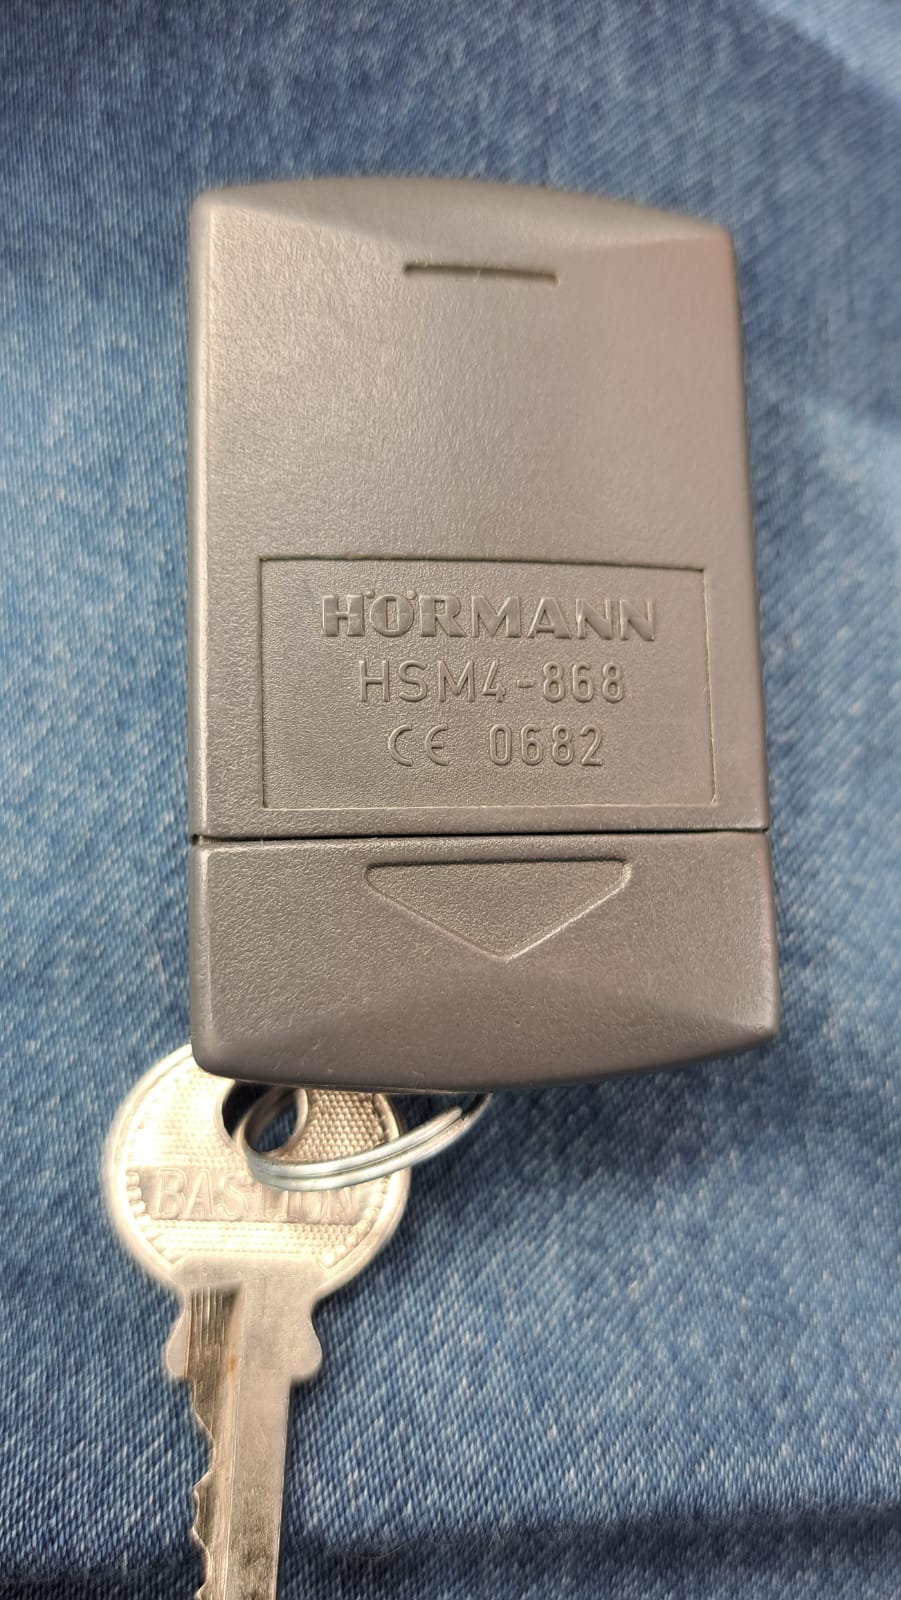 HÖRMANN
HSM4-868
CE 0682
BASTION